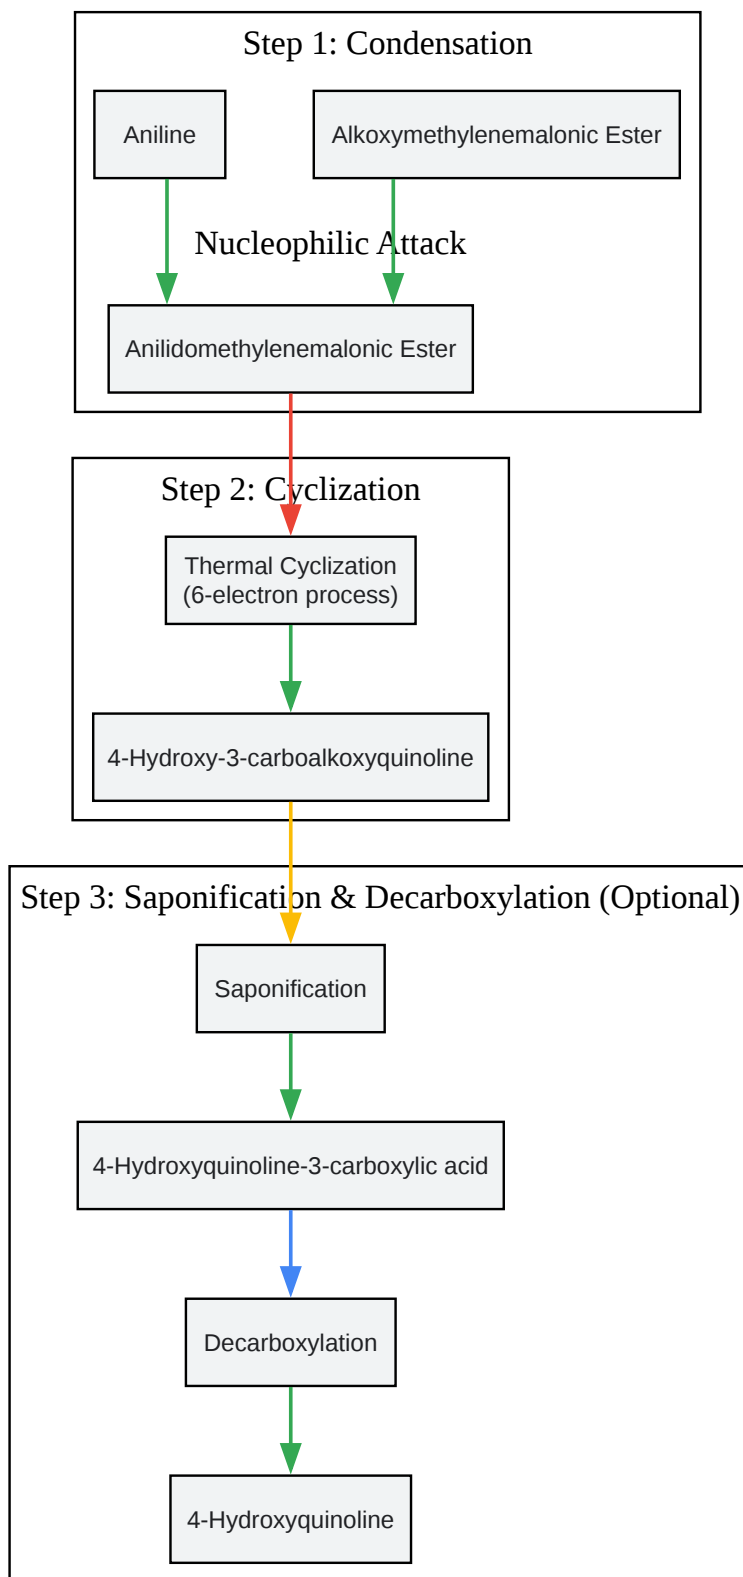 Step 1: Condensation
Aniline
Alkoxymethylenemalonic Ester
Nucleophilic Attack
Anilidomethylenemalonic Ester
Step 2: Cyclization
Thermal Cyclization
(6-electron process)
4-Hydroxy-3-carboalkoxyquinoline
Step 3: Saponification & Decarboxylation (Optional)
Saponification
4-Hydroxyquinoline-3-carboxylic acid
Decarboxylation
4-Hydroxyquinoline